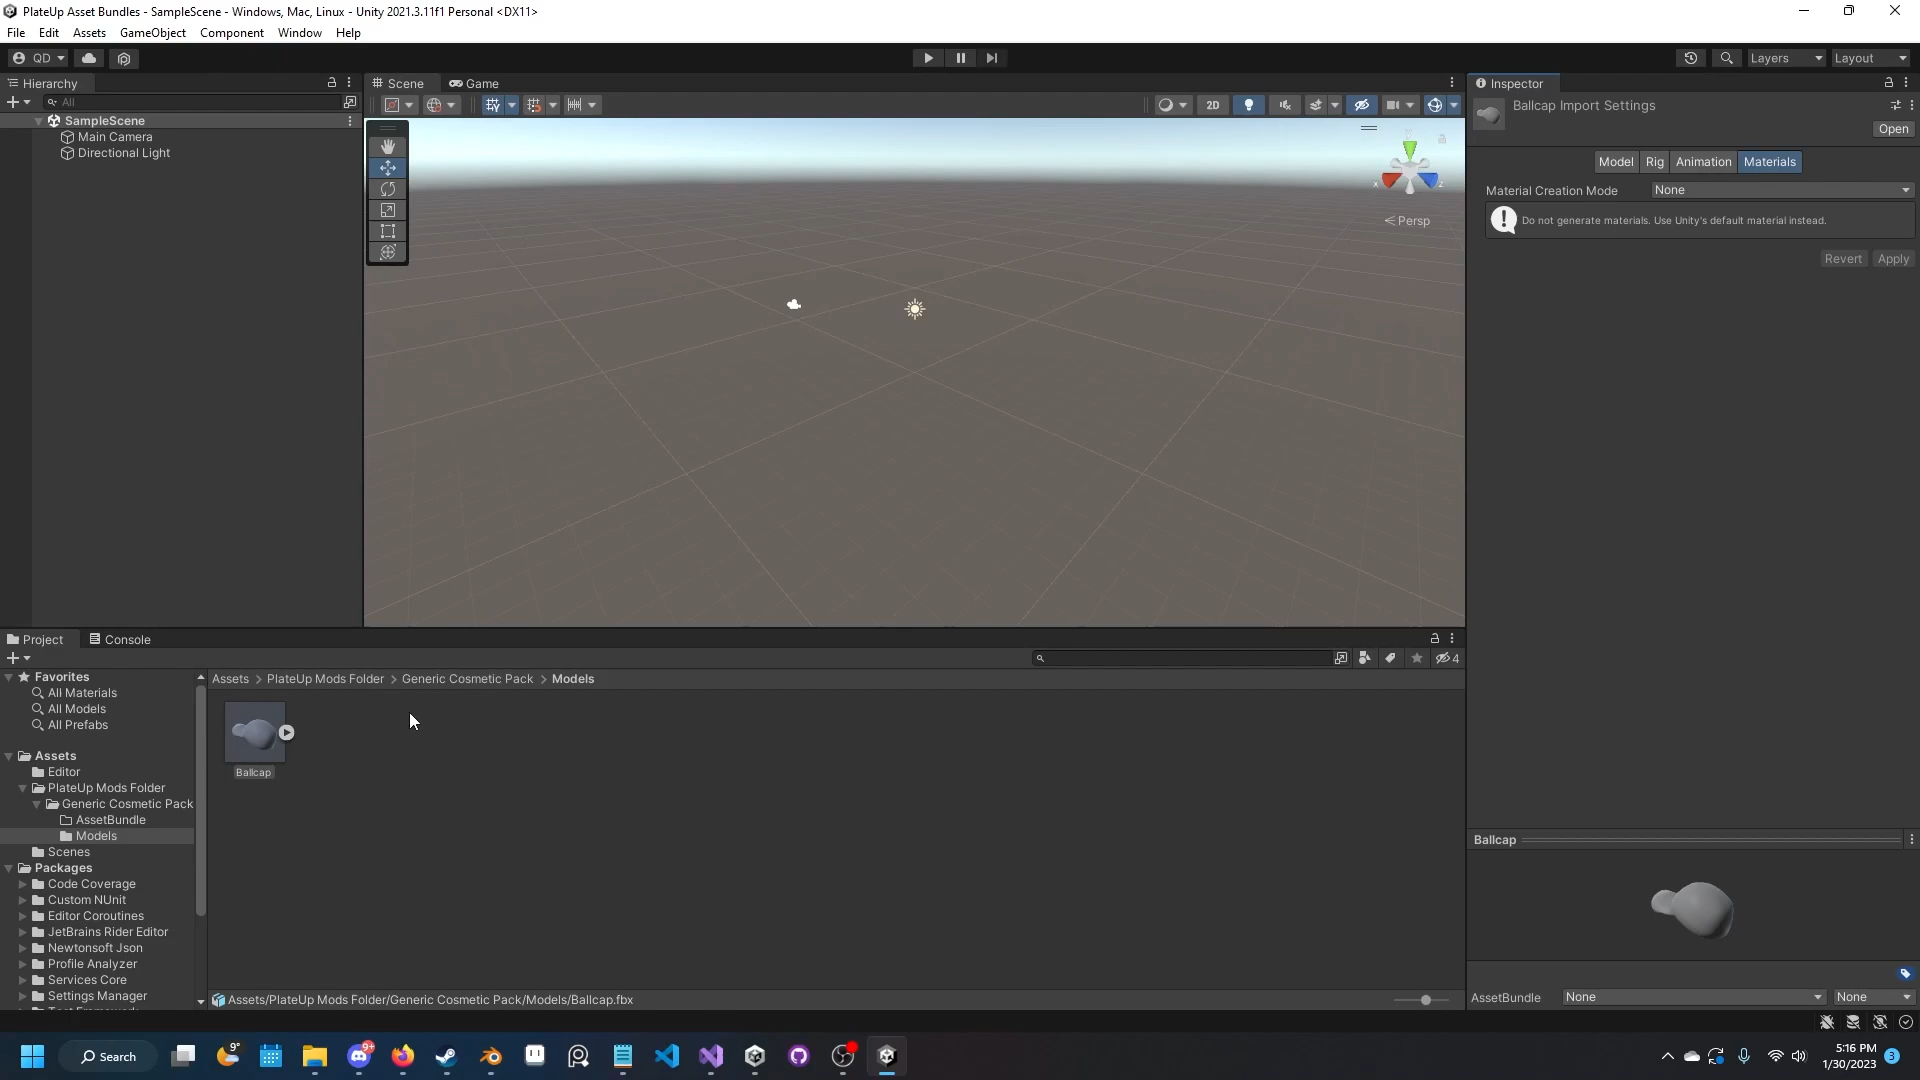 PlateUp Asset Bundles - SampleScene - Windows, Mac, Linux - Unity 2021.3.11f1 Personal <DX11>
File Edit Assets GameObject Component Window Help
QD
Layers
Layout
Hierarchy
All
SampleScene
Main Camera
Directional Light
Scene Game
2D
y
x
z
Persp
Inspector
Ballcap Import Settings
Open
Model Rig Animation Materials
Material Creation Mode None
Do not generate materials. Use Unity's default material instead.
Revert Apply
Project Console
4
Favorites
All Materials
All Models
All Prefabs
Assets
Editor
PlateUp Mods Folder
Generic Cosmetic Pack
AssetBundle
Models
Scenes
Packages
Code Coverage
Custom NUnit
Editor Coroutines
JetBrains Rider Editor
Newtonsoft Json
Profile Analyzer
Services Core
Settings Manager
Assets > PlateUp Mods Folder > Generic Cosmetic Pack > Models
Ballcap
Assets/PlateUp Mods Folder/Generic Cosmetic Pack/Models/Ballcap.fbx
Ballcap
AssetBundle None None
Search
9°
9+
5:16 PM
1/30/2023
3